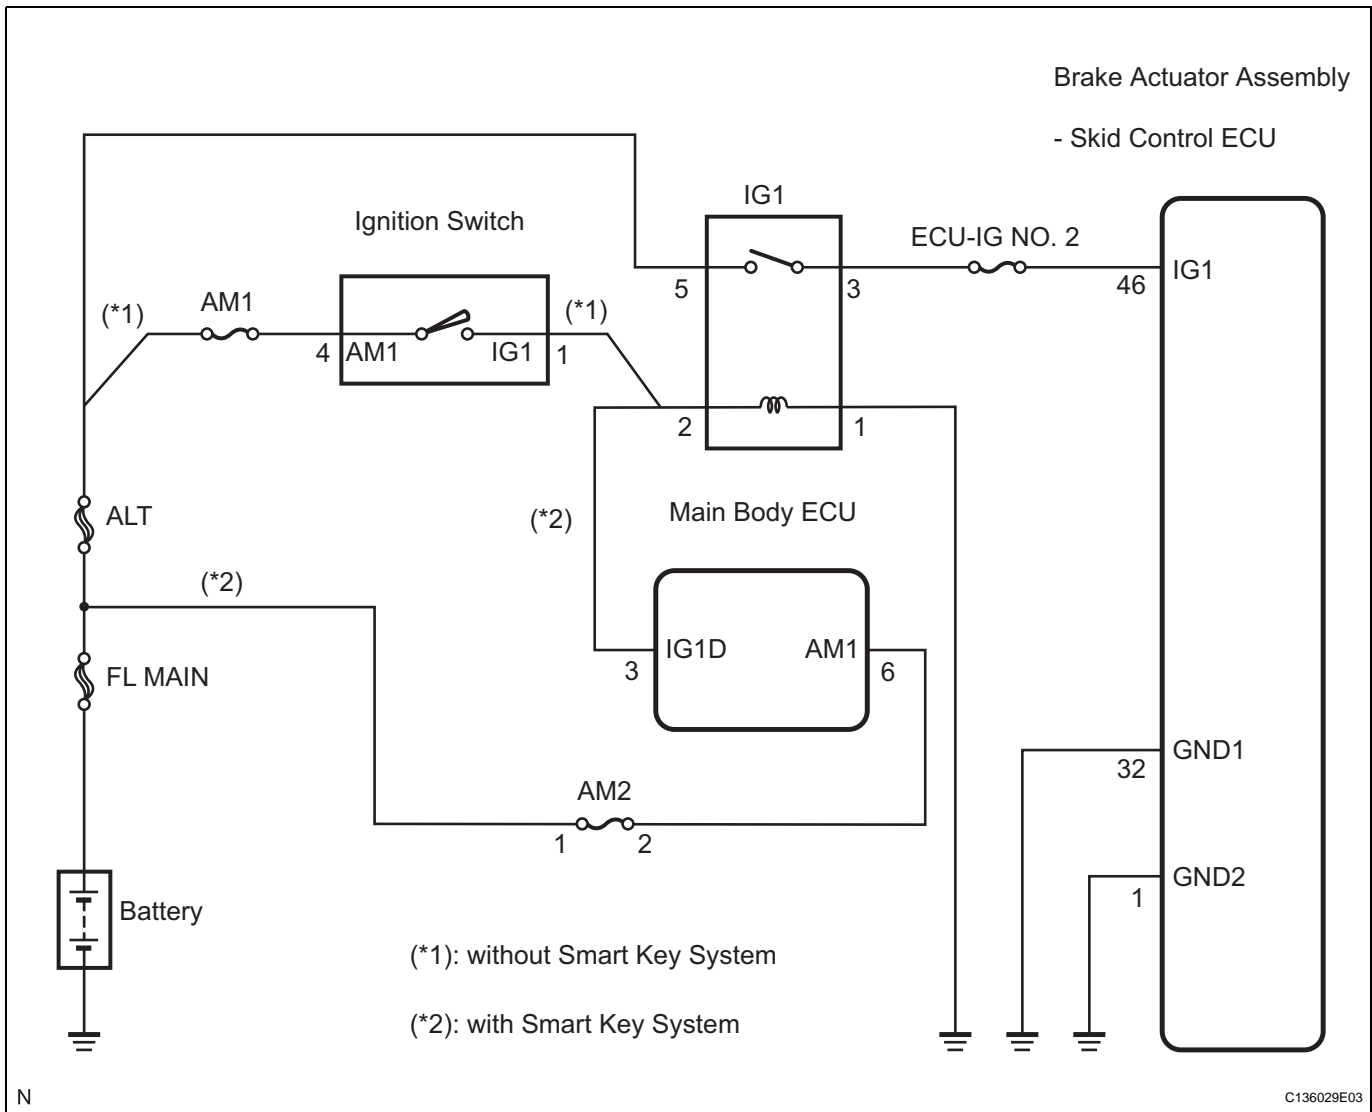 Brake Actuator Assembly
- Skid Control ECU
IG1
Ignition Switch
ECU-IG NO. 2
IG1
5
3
46
(*1)
AM1
(*1)
4
AM1
IG1
1
2
1
ALT
(*2)
Main Body ECU
(*2)
IG1D
AM1
3
6
FL MAIN
GND1
32
AM2
1
2
GND2
1
Battery
(*1): without Smart Key System
(*2): with Smart Key System
N
C136029E03